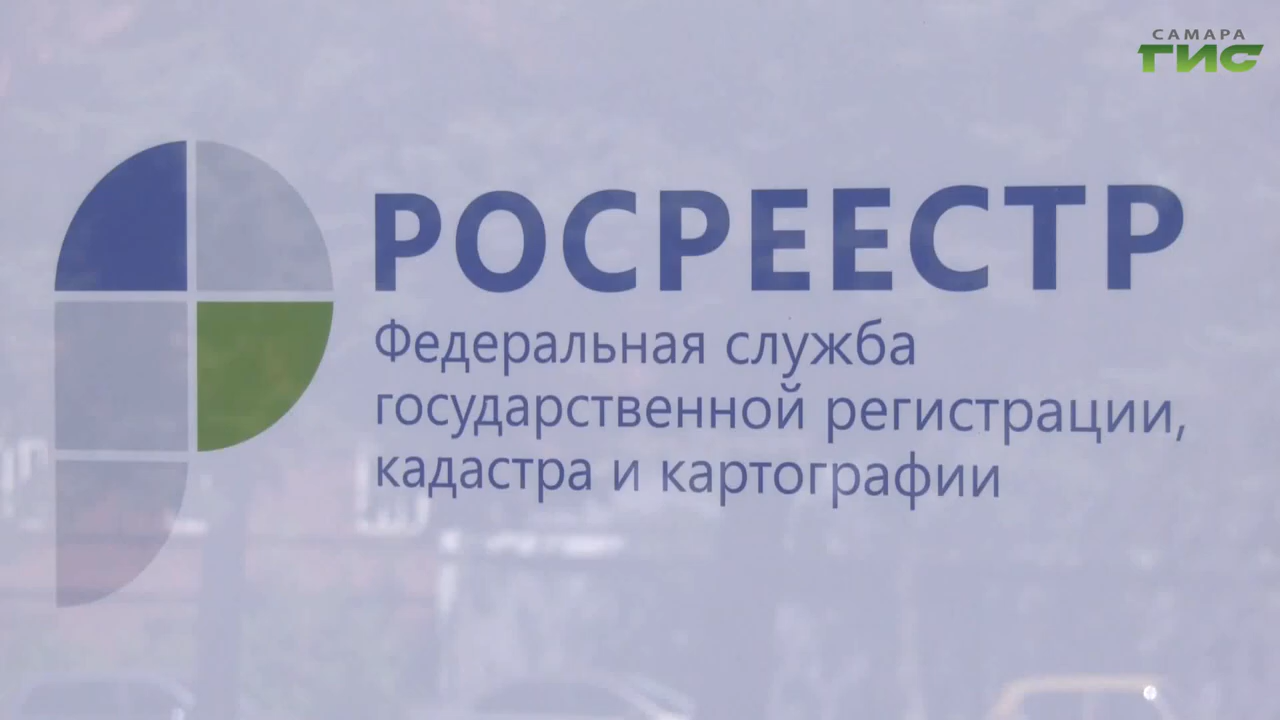 САМАРА
ГИС
РОСРЕЕСТР
Федеральная служба
государственной регистрации,
кадастра и картографии